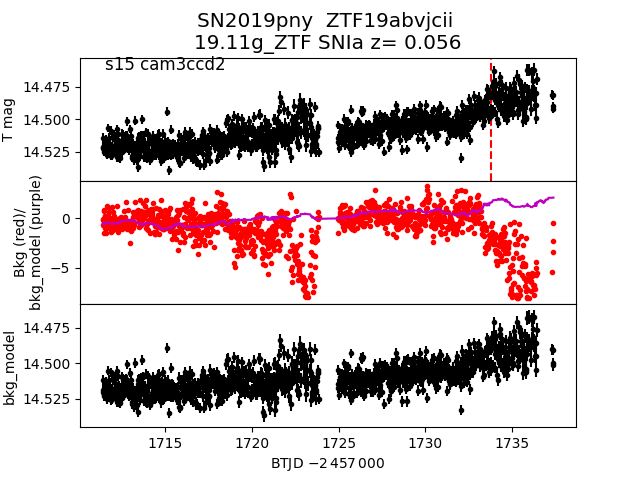 SN2019pny  ZTF19abvjcii
19.11g_ZTF SNIa z= 0.056
s15 cam3ccd2
T mag
14.475
14.500
14.525
Bkg (red)/
bkg_model (purple)
0
−5
bkg_model
14.475
14.500
14.525
1715 1720 1725 1730 1735
BTJD −2 457 000